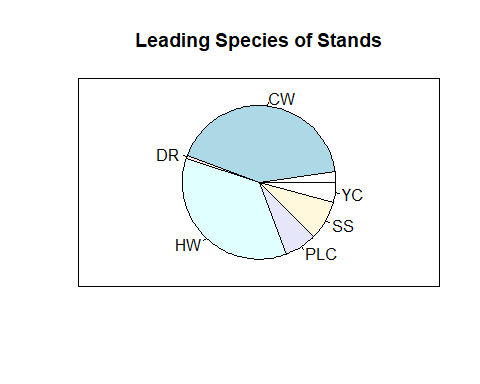 Leading Species of Stands
CW
DR
YC
SS
HW
PLC